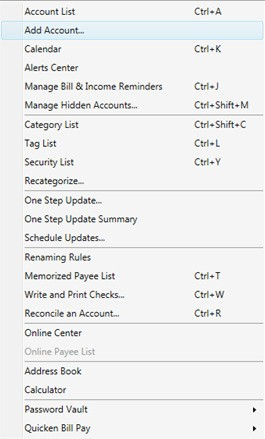 Account List Ctrl+A
Add Account...
Calendar Ctrl+K
Alerts Center
Manage Bill & Income Reminders Ctrl+J
Manage Hidden Accounts... Ctrl+Shift+M
Category List Ctrl+Shift+C
Tag List Ctrl+L
Security List Ctrl+Y
Recategorize...
One Step Update...
One Step Update Summary
Schedule Updates...
Renaming Rules
Memorized Payee List Ctrl+T
Write and Print Checks... Ctrl+W
Reconcile an Account... Ctrl+R
Online Center
Online Payee List
Address Book
Calculator
Password Vault
Quicken Bill Pay